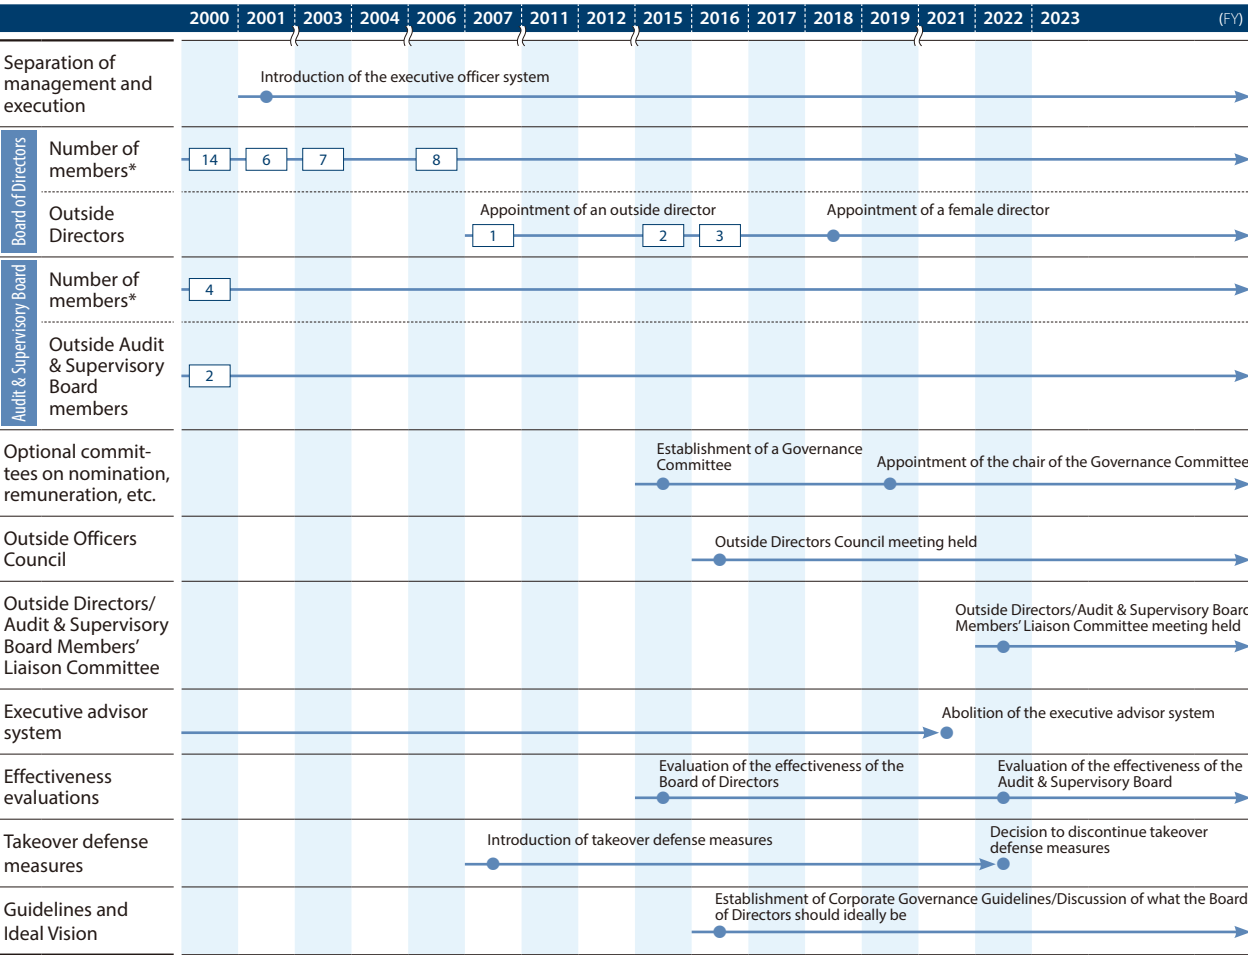 2000 2001 2003 2004 2006 2007 2011 2012 2015 2016 2017 2018 2019 2021 2022 2023 (FY)
Separation of
management and
execution
Introduction of the executive officer system
Board of Directors
Number of
members*
14 6 7 8
Outside
Directors
Appointment of an outside director
Appointment of a female director
1 2 3
Audit & Supervisory Board
Number of
members*
4
Outside Audit
& Supervisory
Board
members
2
Optional commit-
tees on nomination,
remuneration, etc.
Establishment of a Governance
Committee
Appointment of the chair of the Governance Committee
Outside Officers
Council
Outside Directors Council meeting held
Outside Directors/
Audit & Supervisory
Board Members’
Liaison Committee
Outside Directors/Audit & Supervisory Board
Members’ Liaison Committee meeting held
Executive advisor
system
Abolition of the executive advisor system
Effectiveness
evaluations
Evaluation of the effectiveness of the
Board of Directors
Evaluation of the effectiveness of the
Audit & Supervisory Board
Takeover defense
measures
Introduction of takeover defense measures
Decision to discontinue takeover
defense measures
Guidelines and
Ideal Vision
Establishment of Corporate Governance Guidelines/Discussion of what the Board
of Directors should ideally be